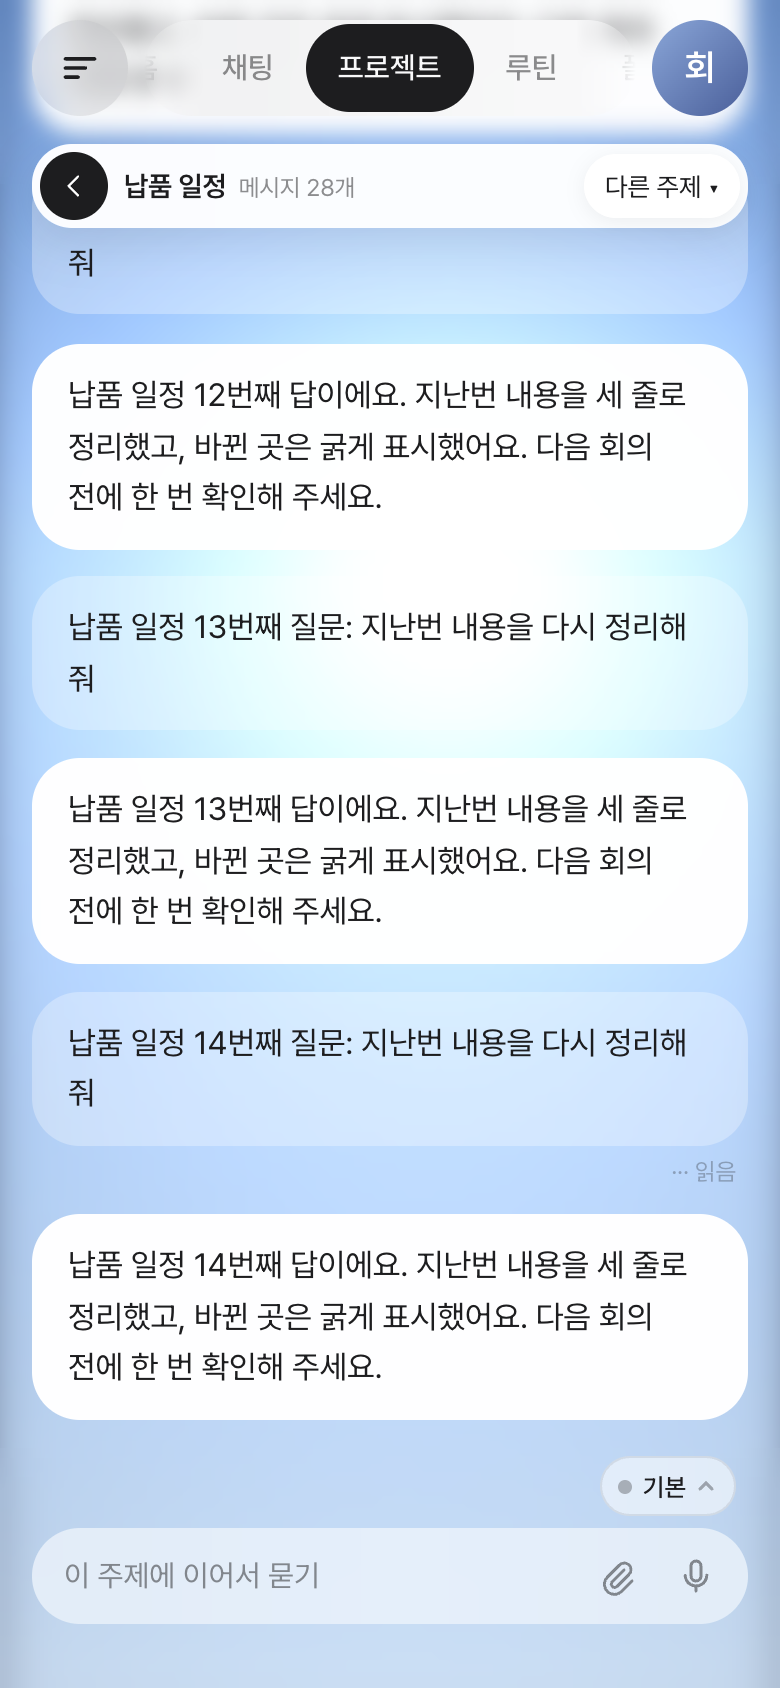 채팅
프로젝트
루틴
회
납품 일정 메시지 28개
다른 주제 ▾
줘
납품 일정 12번째 답이에요. 지난번 내용을 세 줄로
정리했고, 바뀐 곳은 굵게 표시했어요. 다음 회의
전에 한 번 확인해 주세요.
납품 일정 13번째 질문: 지난번 내용을 다시 정리해
줘
납품 일정 13번째 답이에요. 지난번 내용을 세 줄로
정리했고, 바뀐 곳은 굵게 표시했어요. 다음 회의
전에 한 번 확인해 주세요.
납품 일정 14번째 질문: 지난번 내용을 다시 정리해
줘
··· 읽음
납품 일정 14번째 답이에요. 지난번 내용을 세 줄로
정리했고, 바뀐 곳은 굵게 표시했어요. 다음 회의
전에 한 번 확인해 주세요.
기본
이 주제에 이어서 묻기